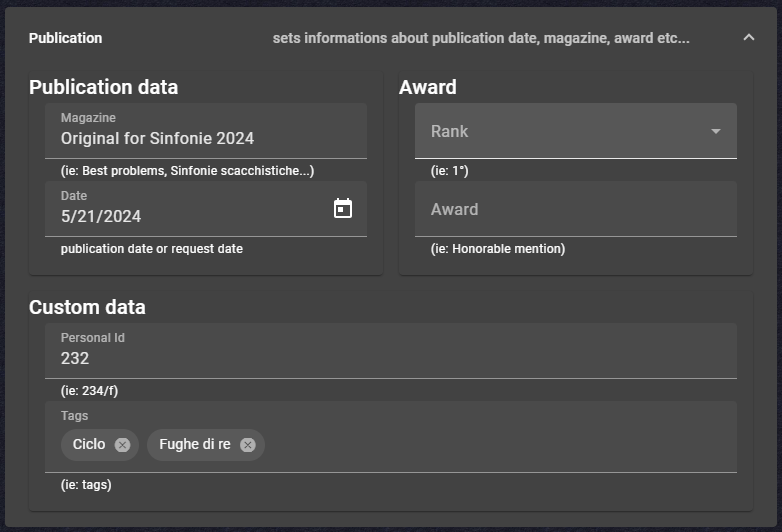 Publication
sets informations about publication date, magazine, award etc...
Publication data
Magazine
Original for Sinfonie 2024
(ie: Best problems, Sinfonie scacchistiche...)
Date
5/21/2024
publication date or request date
Award
Rank
(ie: 1°)
Award
(ie: Honorable mention)
Custom data
Personal Id
232
(ie: 234/f)
Tags
Ciclo
Fughe di re
(ie: tags)